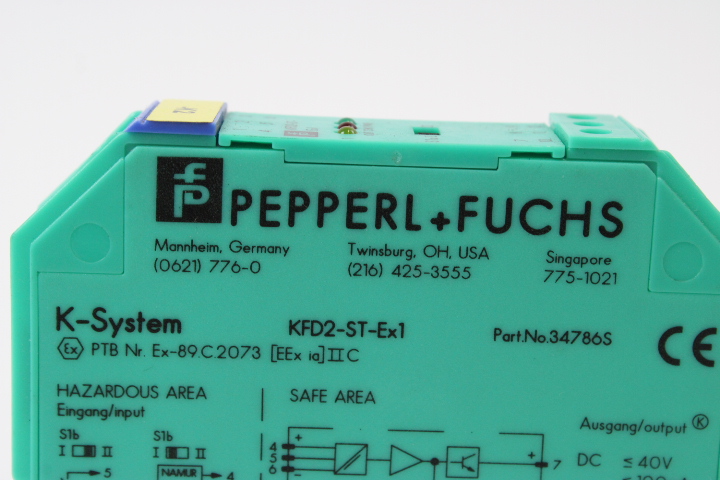 PEPPERL+FUCHS
Mannheim, Germany
(0621) 776-0
Twinsburg, OH, USA
(216) 425-3555
Singapore
775-1021
K-System
KFD2-ST-Ex1
Part.No.34786S
CE
Ex PTB Nr. Ex-89.C.2073 [EEx ia] II C
HAZARDOUS AREA
Eingang/input
SAFE AREA
Ausgang/output K
S1b
I II
S1b
I II
5
NAMUR 4
4
5
6
+
−
+
7
DC ≤ 40V